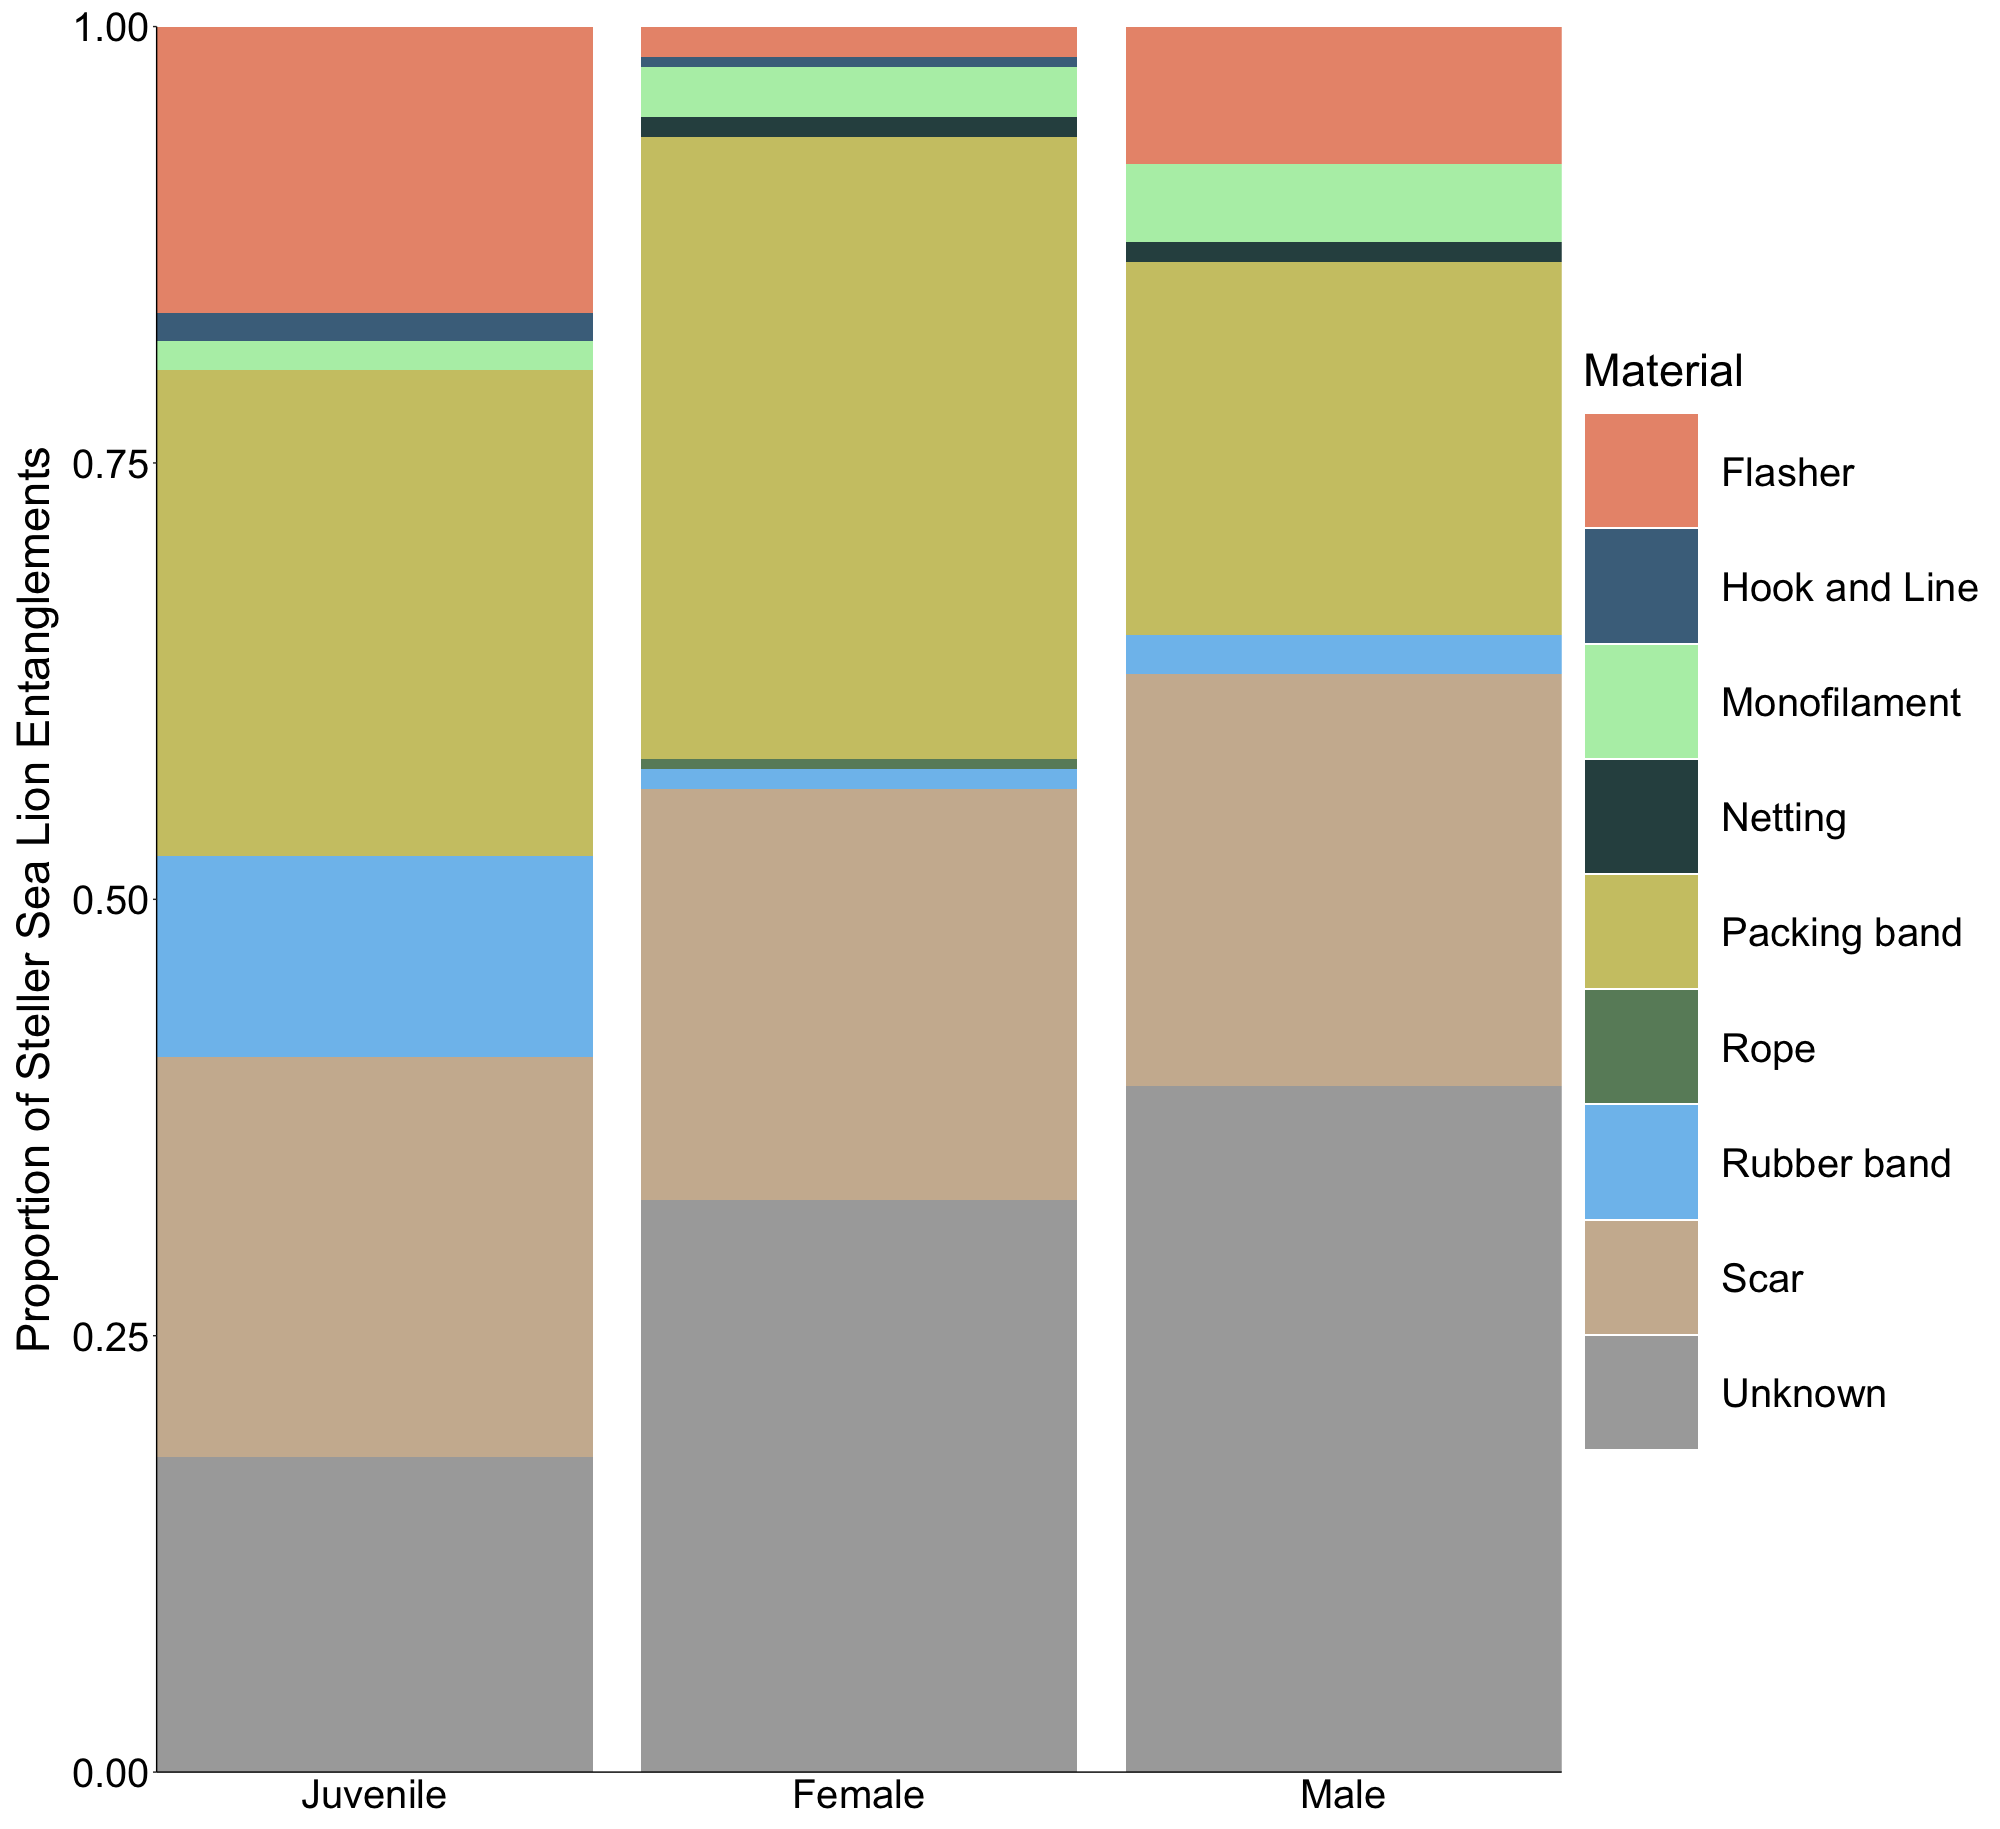 Proportion of Steller Sea Lion Entanglements
1.00
0.75
0.50
0.25
0.00
Juvenile
Female
Male
Material
Flasher
Hook and Line
Monofilament
Netting
Packing band
Rope
Rubber band
Scar
Unknown